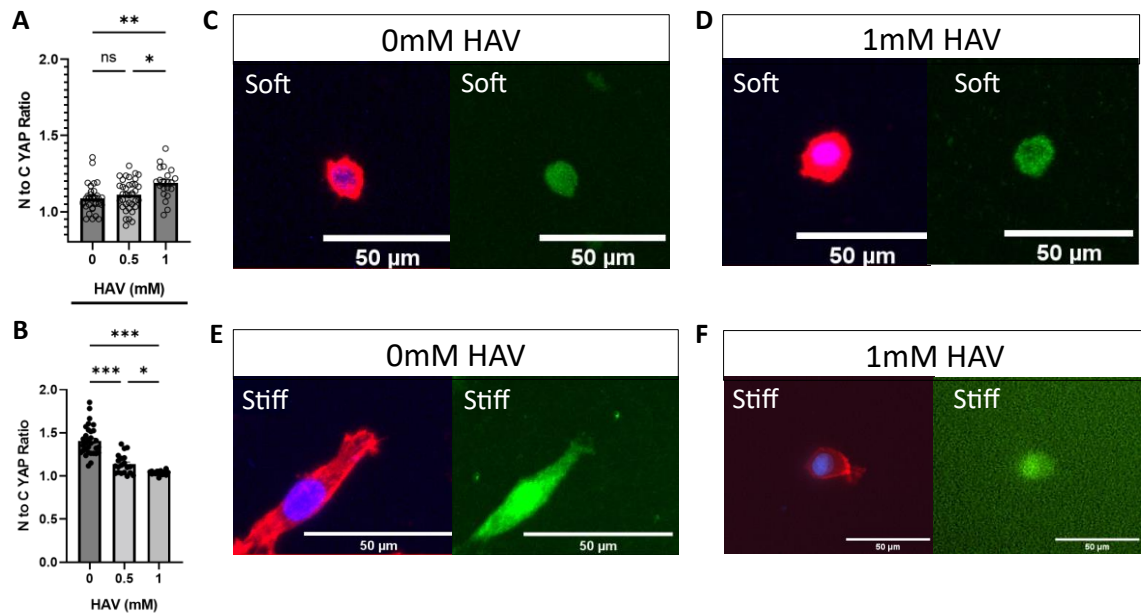 A
**
ns
*
2.0
1.5
1.0
N to C YAP Ratio
0 0.5 1
HAV (mM)
B
***
*** *
2.0
1.5
1.0
0.5
0.0
N to C YAP Ratio
0 0.5 1
HAV (mM)
C
0mM HAV
Soft Soft
50 µm 50 µm
D
1mM HAV
Soft Soft
50 µm 50 µm
E
0mM HAV
Stiff Stiff
50 µm 50 µm
F
1mM HAV
Stiff Stiff
50 µm 50 µm